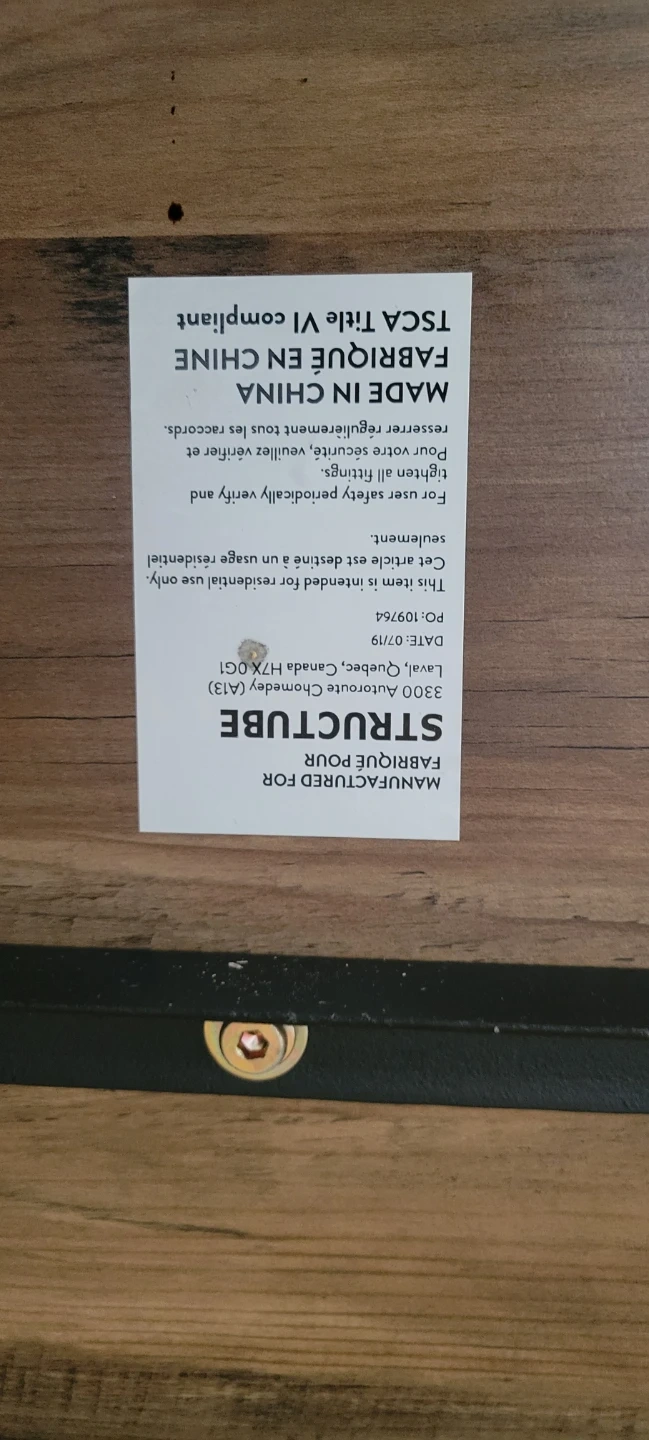 MANUFACTURED FOR
FABRIQUÉ POUR
STRUCTUBE
3300 Autoroute Chomedey (A13)
Laval, Quebec, Canada H7X 0G1
DATE: 07/19
PO: 109764
This item is intended for residential use only.
Cet article est destiné à un usage résidentiel
seulement.
For user safety periodically verify and
tighten all fittings.
Pour votre sécurité, veuillez vérifier et
resserrer régulièrement tous les raccords.
MADE IN CHINA
FABRIQUÉ EN CHINE
TSCA Title VI compliant